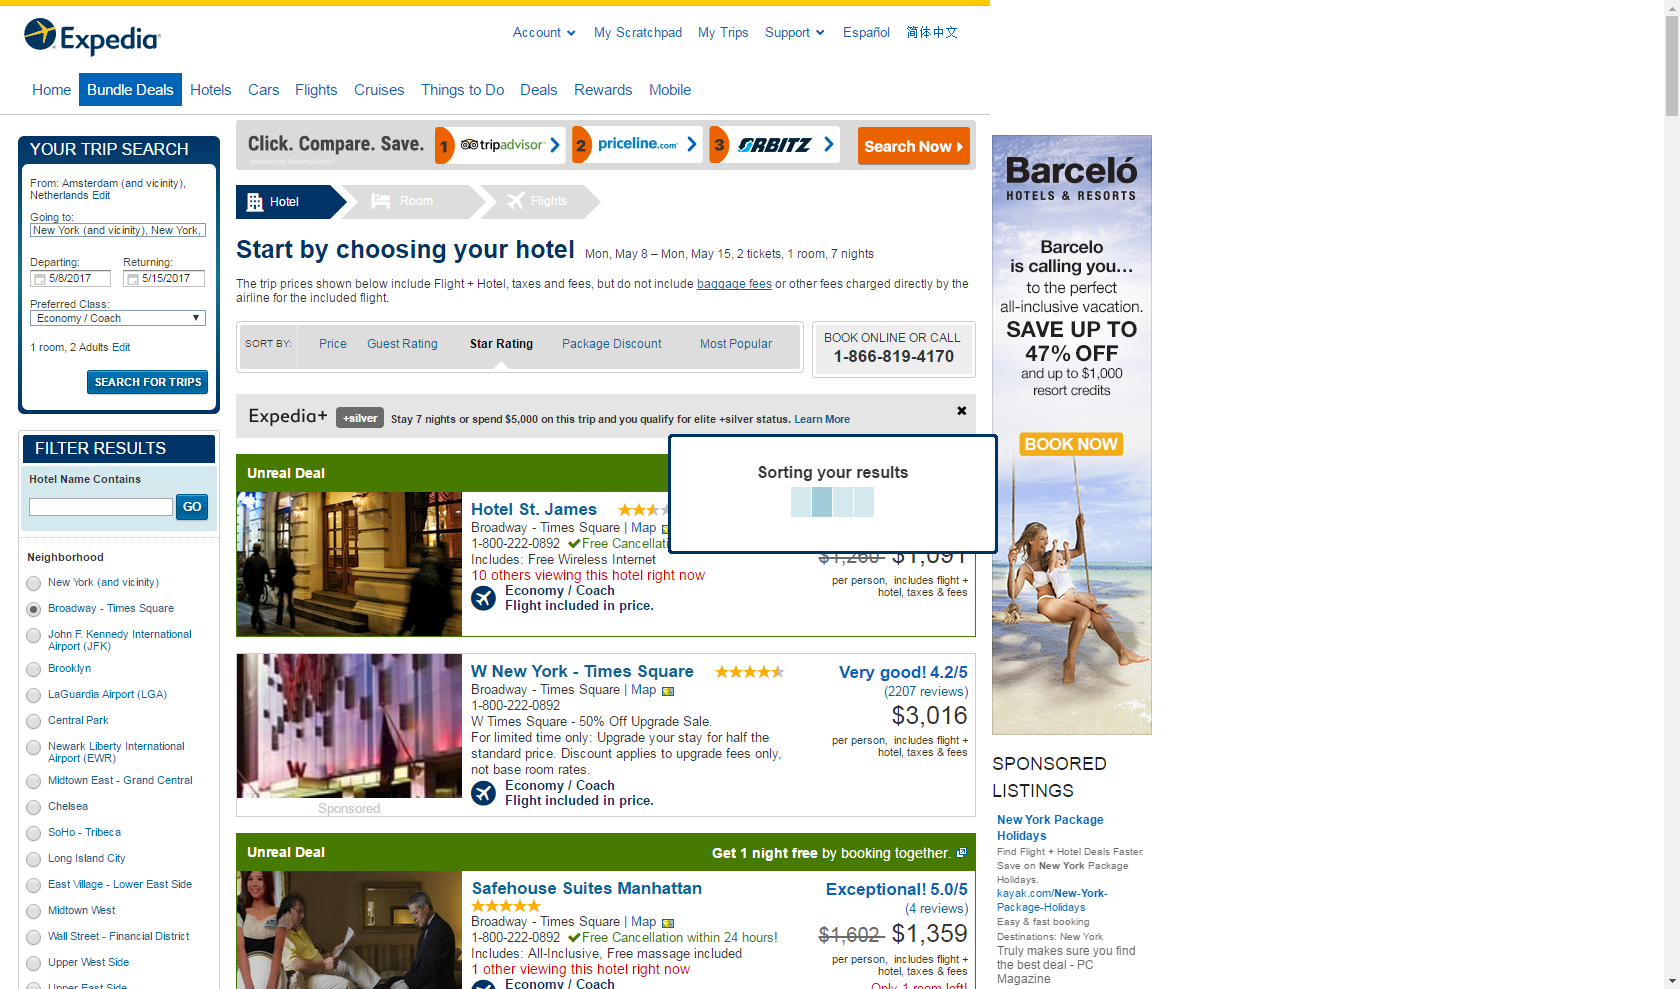 Expedia
Account
My Scratchpad
My Trips
Support
Español
简体中文
Home
Bundle Deals
Hotels
Cars
Flights
Cruises
Things to Do
Deals
Rewards
Mobile
YOUR TRIP SEARCH
From: Amsterdam (and vicinity),
Netherlands Edit
Going to:
New York (and vicinity), New York,
Departing:
Returning:
5/8/2017
5/15/2017
Preferred Class:
Economy / Coach
1 room, 2 Adults Edit
SEARCH FOR TRIPS
FILTER RESULTS
Hotel Name Contains
GO
Neighborhood
New York (and vicinity)
Broadway - Times Square
John F. Kennedy International
Airport (JFK)
Brooklyn
LaGuardia Airport (LGA)
Central Park
Newark Liberty International
Airport (EWR)
Midtown East - Grand Central
Chelsea
SoHo - Tribeca
Long Island City
East Village - Lower East Side
Midtown West
Wall Street - Financial District
Upper West Side
Upper East Side
Click. Compare. Save.
1 tripadvisor
2 priceline.com
3 ORBITZ
Search Now
Hotel
Room
Flights
Start by choosing your hotel Mon, May 8 – Mon, May 15, 2 tickets, 1 room, 7 nights
The trip prices shown below include Flight + Hotel, taxes and fees, but do not include baggage fees or other fees charged directly by the
airline for the included flight.
SORT BY:
Price
Guest Rating
Star Rating
Package Discount
Most Popular
BOOK ONLINE OR CALL
1-866-819-4170
Expedia+ +silver Stay 7 nights or spend $5,000 on this trip and you qualify for elite +silver status. Learn More
Sorting your results
Unreal Deal
Hotel St. James
Broadway - Times Square | Map
1-800-222-0892 Free Cancellati
Includes: Free Wireless Internet
10 others viewing this hotel right now
Economy / Coach
Flight included in price.
$1,260 $1,091
per person, includes flight +
hotel, taxes & fees
W New York - Times Square
Broadway - Times Square | Map
1-800-222-0892
W Times Square - 50% Off Upgrade Sale.
For limited time only: Upgrade your stay for half the
standard price. Discount applies to upgrade fees only,
not base room rates.
Economy / Coach
Flight included in price.
Very good! 4.2/5
(2207 reviews)
$3,016
per person, includes flight +
hotel, taxes & fees
Sponsored
Unreal Deal
Get 1 night free by booking together.
Safehouse Suites Manhattan
Broadway - Times Square | Map
1-800-222-0892 Free Cancellation within 24 hours!
Includes: All-Inclusive, Free massage included
1 other viewing this hotel right now
Economy / Coach
Exceptional! 5.0/5
(4 reviews)
$1,602 $1,359
per person, includes flight +
hotel, taxes & fees
Only 1 room left!
Barceló
HOTELS & RESORTS
Barcelo
is calling you…
to the perfect
all-inclusive vacation.
SAVE UP TO
47% OFF
and up to $1,000
resort credits
BOOK NOW
SPONSORED
LISTINGS
New York Package
Holidays
Find Flight + Hotel Deals Faster.
Save on New York Package
Holidays.
kayak.com/New-York-
Package-Holidays
Easy & fast booking
Destinations: New York
Truly makes sure you find
the best deal - PC
Magazine